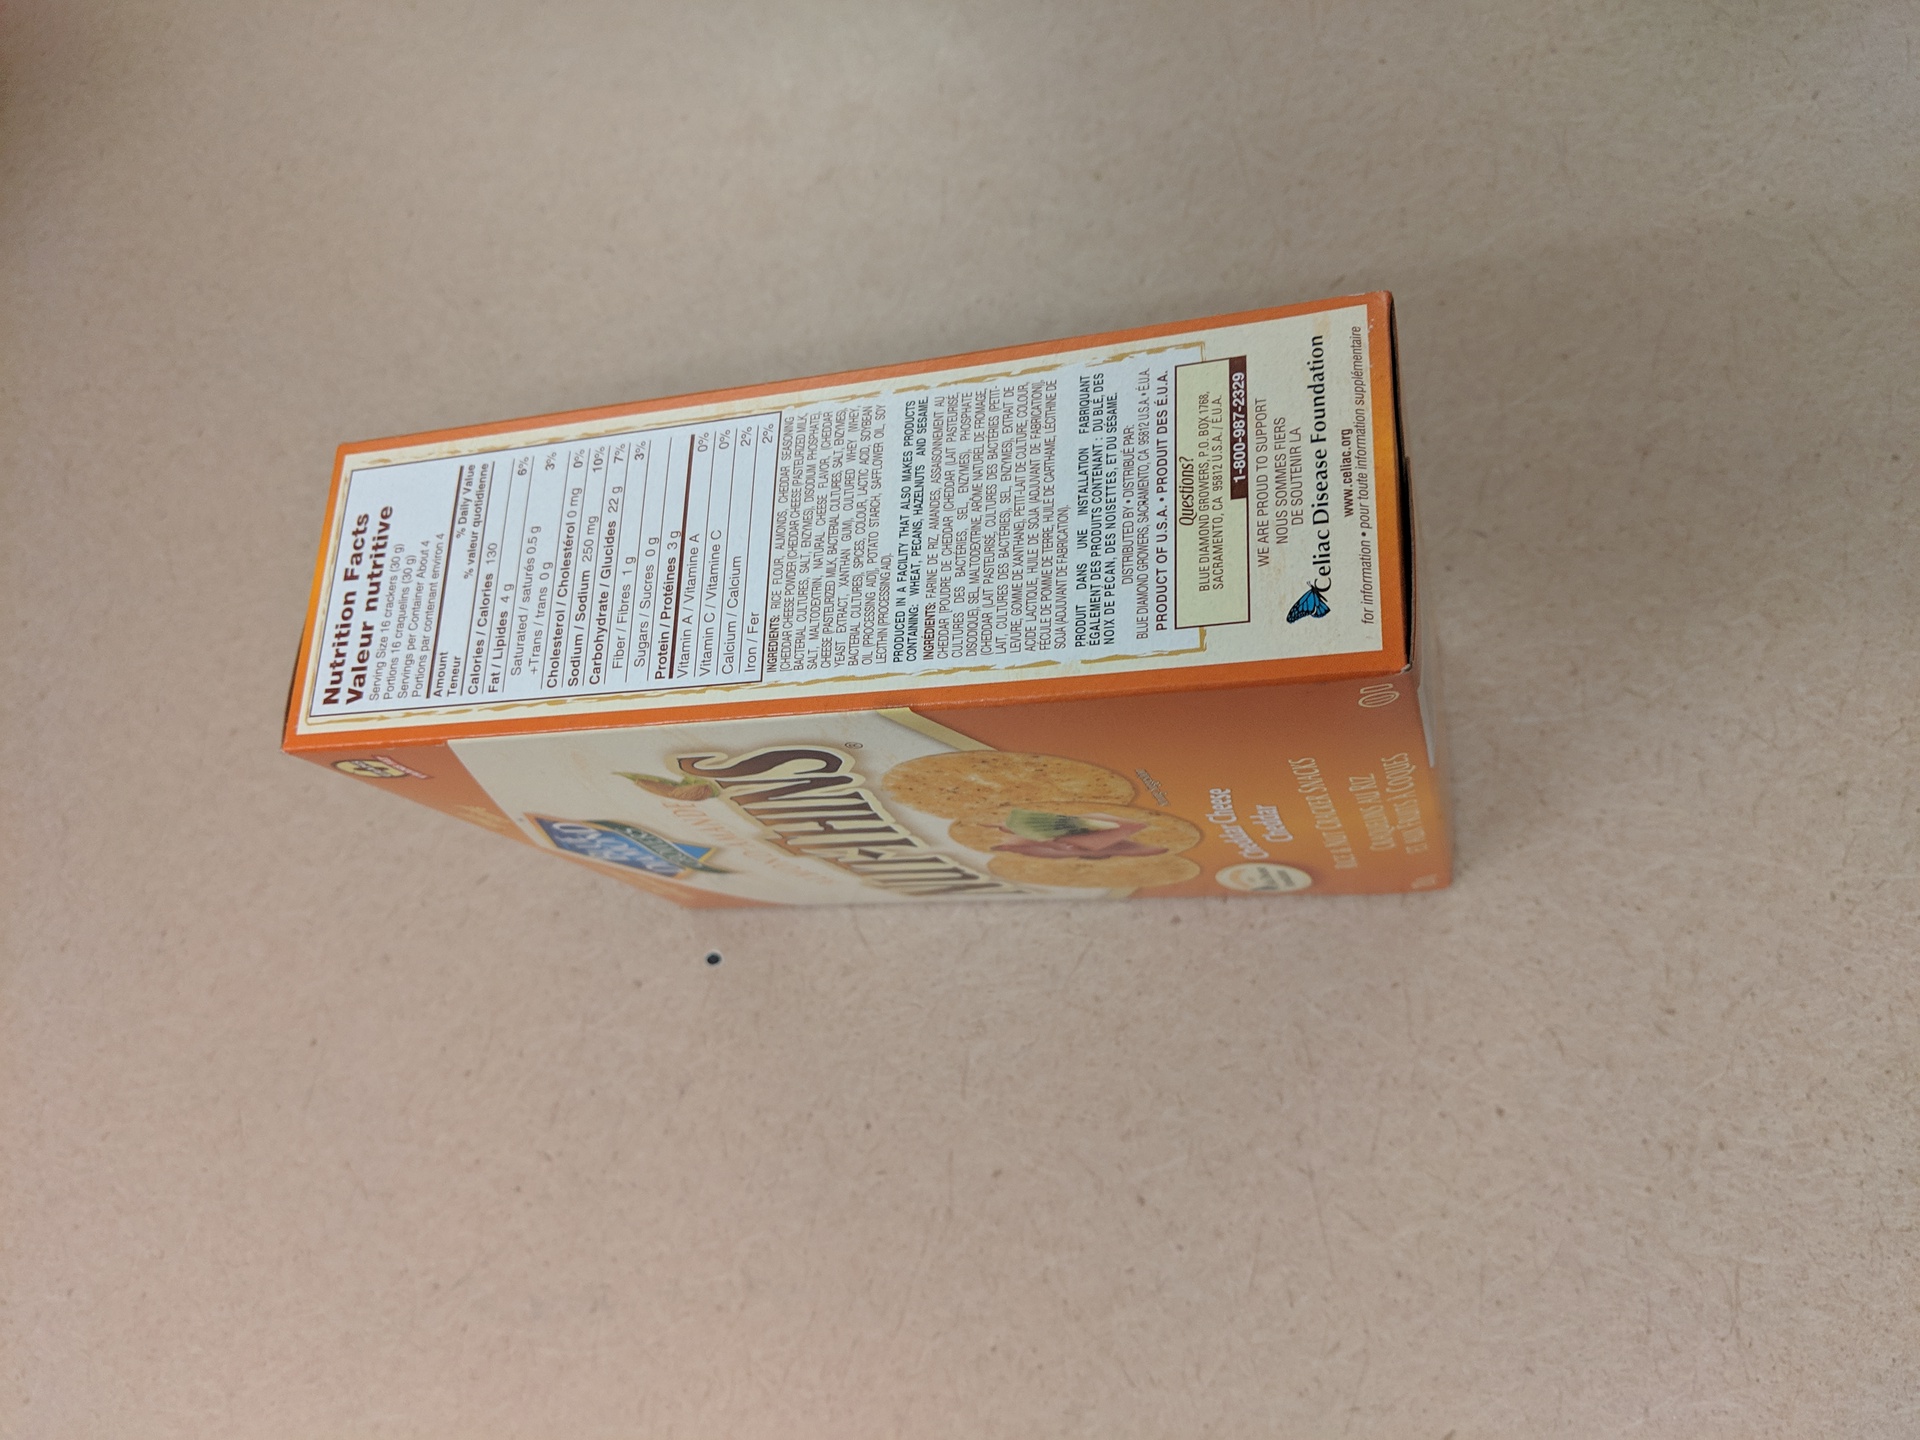 BLUE
DIAMOND
GROWERS
NUT-THINS
®
Cheddar Cheese
Cheddar
RICE & NUT CRACKER SNACKS
CRAQUELINS AU RIZ
ET AUX FRUITS À COQUES
Nutrition Facts
Valeur nutritive
Serving Size 16 crackers (30 g)
Portions 16 craquelins (30 g)
Servings per Container About 4
Portions par contenant environ 4
Amount % Daily Value
Teneur % valeur quotidienne
Calories / Calories 130
Fat / Lipides 4 g 6%
Saturated / saturés 0.5 g
+Trans / trans 0 g 3%
Cholesterol / Cholestérol 0 mg 0%
Sodium / Sodium 250 mg 10%
Carbohydrate / Glucides 22 g 7%
Fiber / Fibres 1 g 3%
Sugars / Sucres 0 g
Protein / Protéines 3 g
Vitamin A / Vitamine A 0%
Vitamin C / Vitamine C 0%
Calcium / Calcium 2%
Iron / Fer 2%
INGREDIENTS: RICE FLOUR, ALMONDS, CHEDDAR SEASONING
[CHEDDAR CHEESE POWDER (CHEDDAR CHEESE (PASTEURIZED MILK,
BACTERIAL CULTURES, SALT, ENZYMES), DISODIUM PHOSPHATE),
SALT, MALTODEXTRIN, NATURAL CHEESE FLAVOR, (CHEDDAR
CHEESE (PASTEURIZED MILK, BACTERIAL CULTURES, SALT, ENZYMES),
YEAST EXTRACT, XANTHAN GUM), CULTURED WHEY (WHEY,
BACTERIAL CULTURES), SPICES, COLOUR, LACTIC ACID, SOYBEAN
OIL (PROCESSING AID)], POTATO STARCH, SAFFLOWER OIL, SOY
LECITHIN (PROCESSING AID).
PRODUCED IN A FACILITY THAT ALSO MAKES PRODUCTS
CONTAINING: WHEAT, PECANS, HAZELNUTS AND SESAME.
INGRÉDIENTS: FARINE DE RIZ, AMANDES, ASSAISONNEMENT AU
CHEDDAR [POUDRE DE CHEDDAR (CHEDDAR (LAIT PASTEURISÉ,
CULTURES DES BACTÉRIES, SEL, ENZYMES), PHOSPHATE
DISODIQUE), SEL, MALTODEXTRINE, ARÔME NATUREL DE FROMAGE,
(CHEDDAR (LAIT PASTEURISÉ, CULTURES DES BACTÉRIES (PETIT-
LAIT, CULTURES DES BACTÉRIES), SEL, ENZYMES), EXTRAIT DE
LEVURE, GOMME DE XANTHANE), PETIT-LAIT DE CULTURE, COLOUR,
ACIDE LACTIQUE, HUILE DE SOJA (ADJUVANT DE FABRICATION)],
FÉCULE DE POMME DE TERRE, HUILE DE CARTHAME, LÉCITHINE DE
SOJA (ADJUVANT DE FABRICATION).
PRODUIT DANS UNE INSTALLATION FABRIQUANT
ÉGALEMENT DES PRODUITS CONTENANT : DU BLÉ, DES
NOIX DE PÉCAN, DES NOISETTES, ET DU SÉSAME.
DISTRIBUTED BY • DISTRIBUÉ PAR:
BLUE DIAMOND GROWERS, SACRAMENTO, CA 95812 U.S.A. • É.U.A.
PRODUCT OF U.S.A. • PRODUIT DES É.U.A.
Questions?
BLUE DIAMOND GROWERS, P.O. BOX 1768,
SACRAMENTO, CA 95812 U.S.A. / É.U.A.
1-800-987-2329
WE ARE PROUD TO SUPPORT
NOUS SOMMES FIERS
DE SOUTENIR LA
Celiac Disease Foundation
www.celiac.org
for information • pour toute information supplémentaire